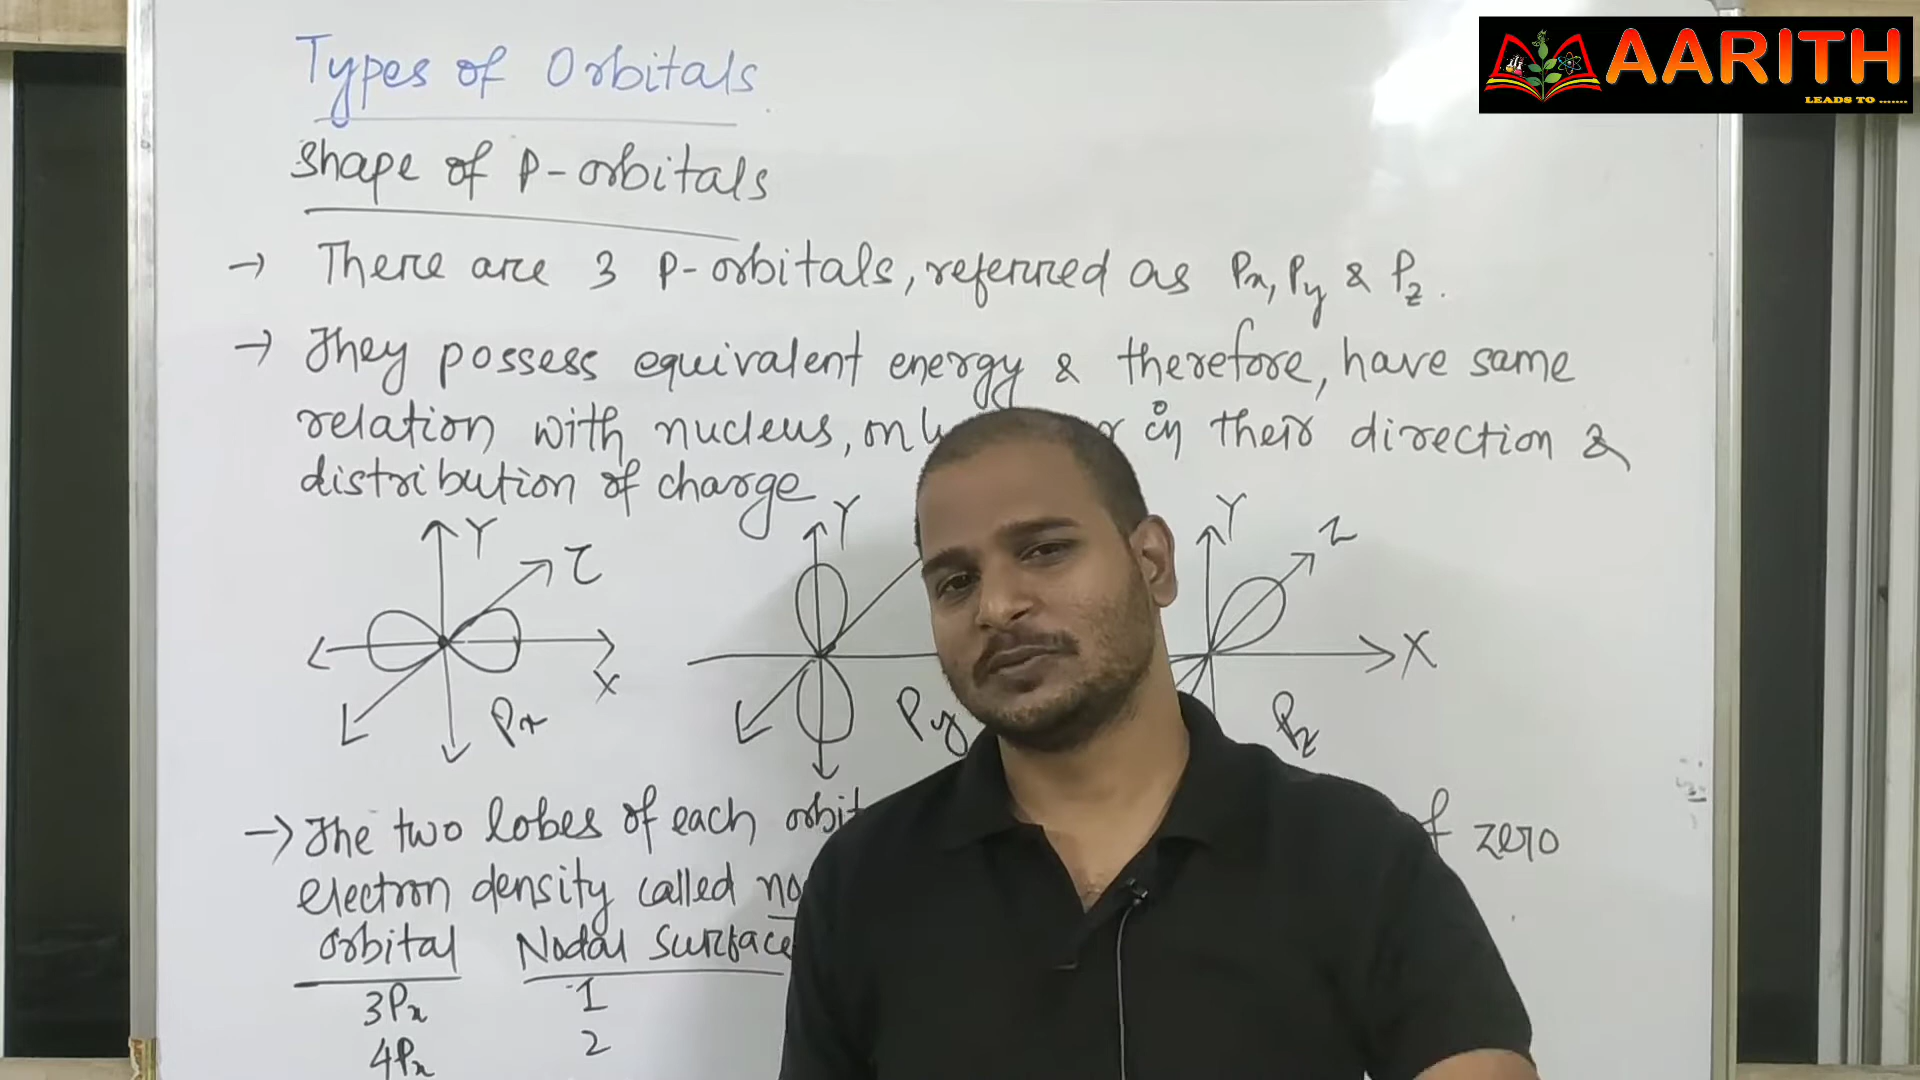 AARITH
LEADS TO .......
Types of Orbitals
Shape of P-orbitals
→ There are 3 P-orbitals, referred as Px, Py & Pz.
→ They possess equivalent energy & therefore, have same
relation with nucleus, in their direction &
distribution of charge
Y Z X Px
Y Py
Y Z X Pz
→ The two lobes of each zero
electron density called
Orbital Nodal Surface
3Px 1
4Px 2